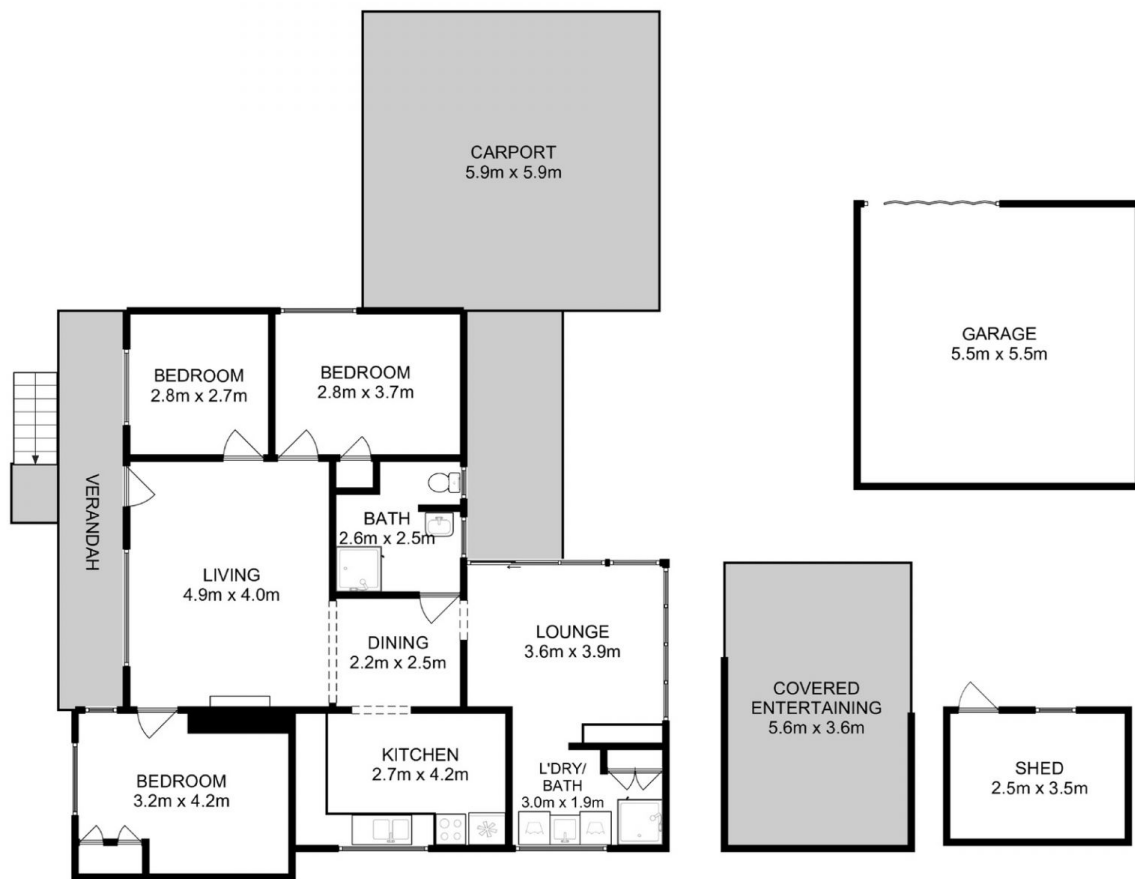 CARPORT
5.9m x 5.9m
GARAGE
5.5m x 5.5m
BEDROOM
2.8m x 2.7m
BEDROOM
2.8m x 3.7m
VERANDAH
BATH
2.6m x 2.5m
LIVING
4.9m x 4.0m
DINING
2.2m x 2.5m
LOUNGE
3.6m x 3.9m
COVERED
ENTERTAINING
5.6m x 3.6m
KITCHEN
2.7m x 4.2m
L'DRY/
BATH
3.0m x 1.9m
BEDROOM
3.2m x 4.2m
SHED
2.5m x 3.5m